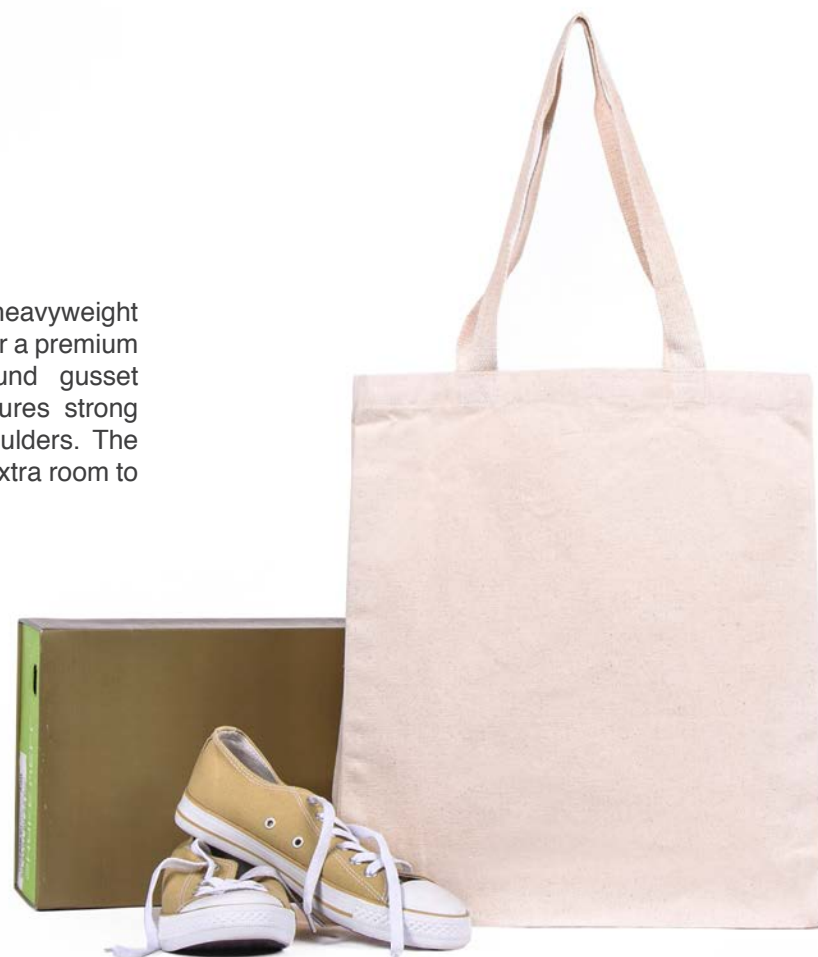 heavyweight
r a premium
und gusset
ures strong
ulders. The
xtra room to